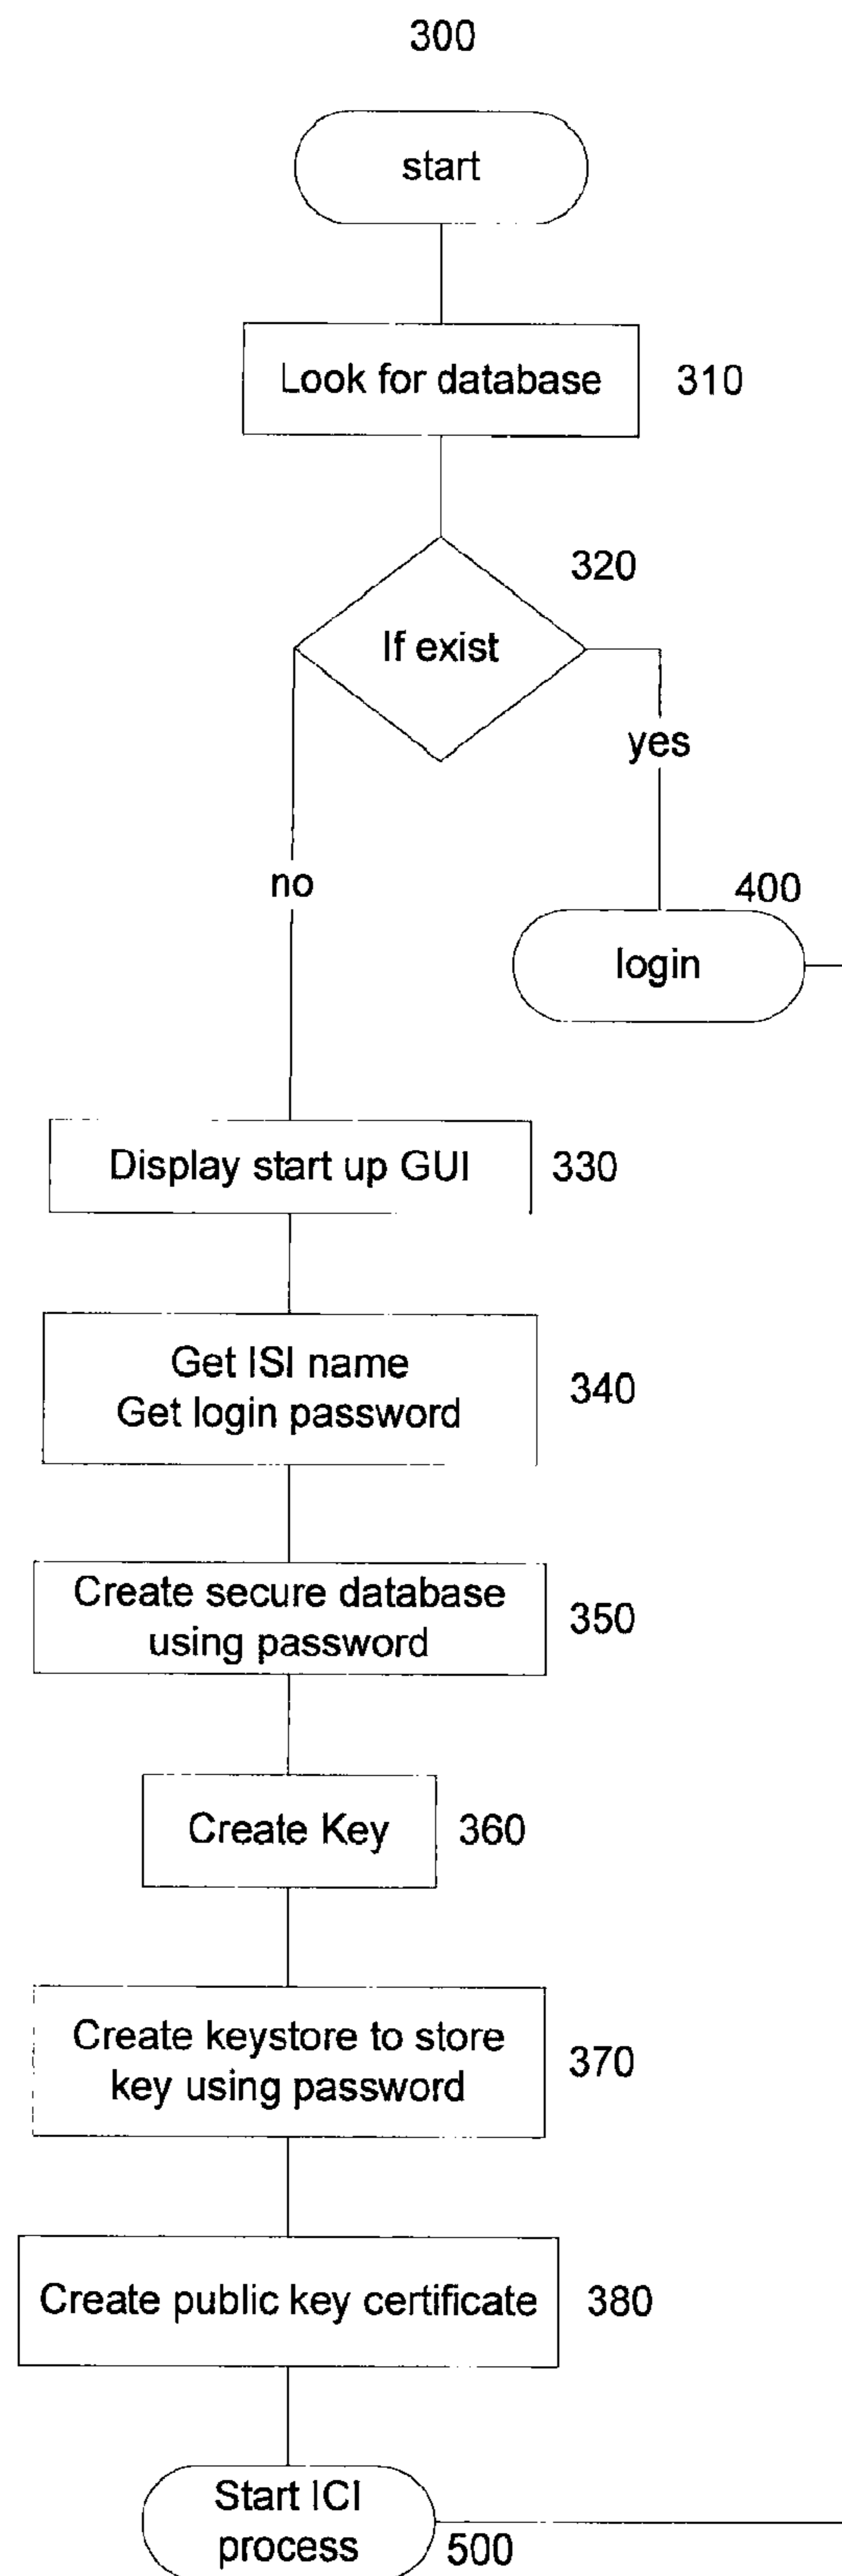 300
start
Look for database
310
320
If exist
yes
no
400
login
Display start up GUI
330
Get ISI name
Get login password
340
Create secure database
using password
350
Create Key
360
Create keystore to store
key using password
370
Create public key certificate
380
Start ICI
process
500